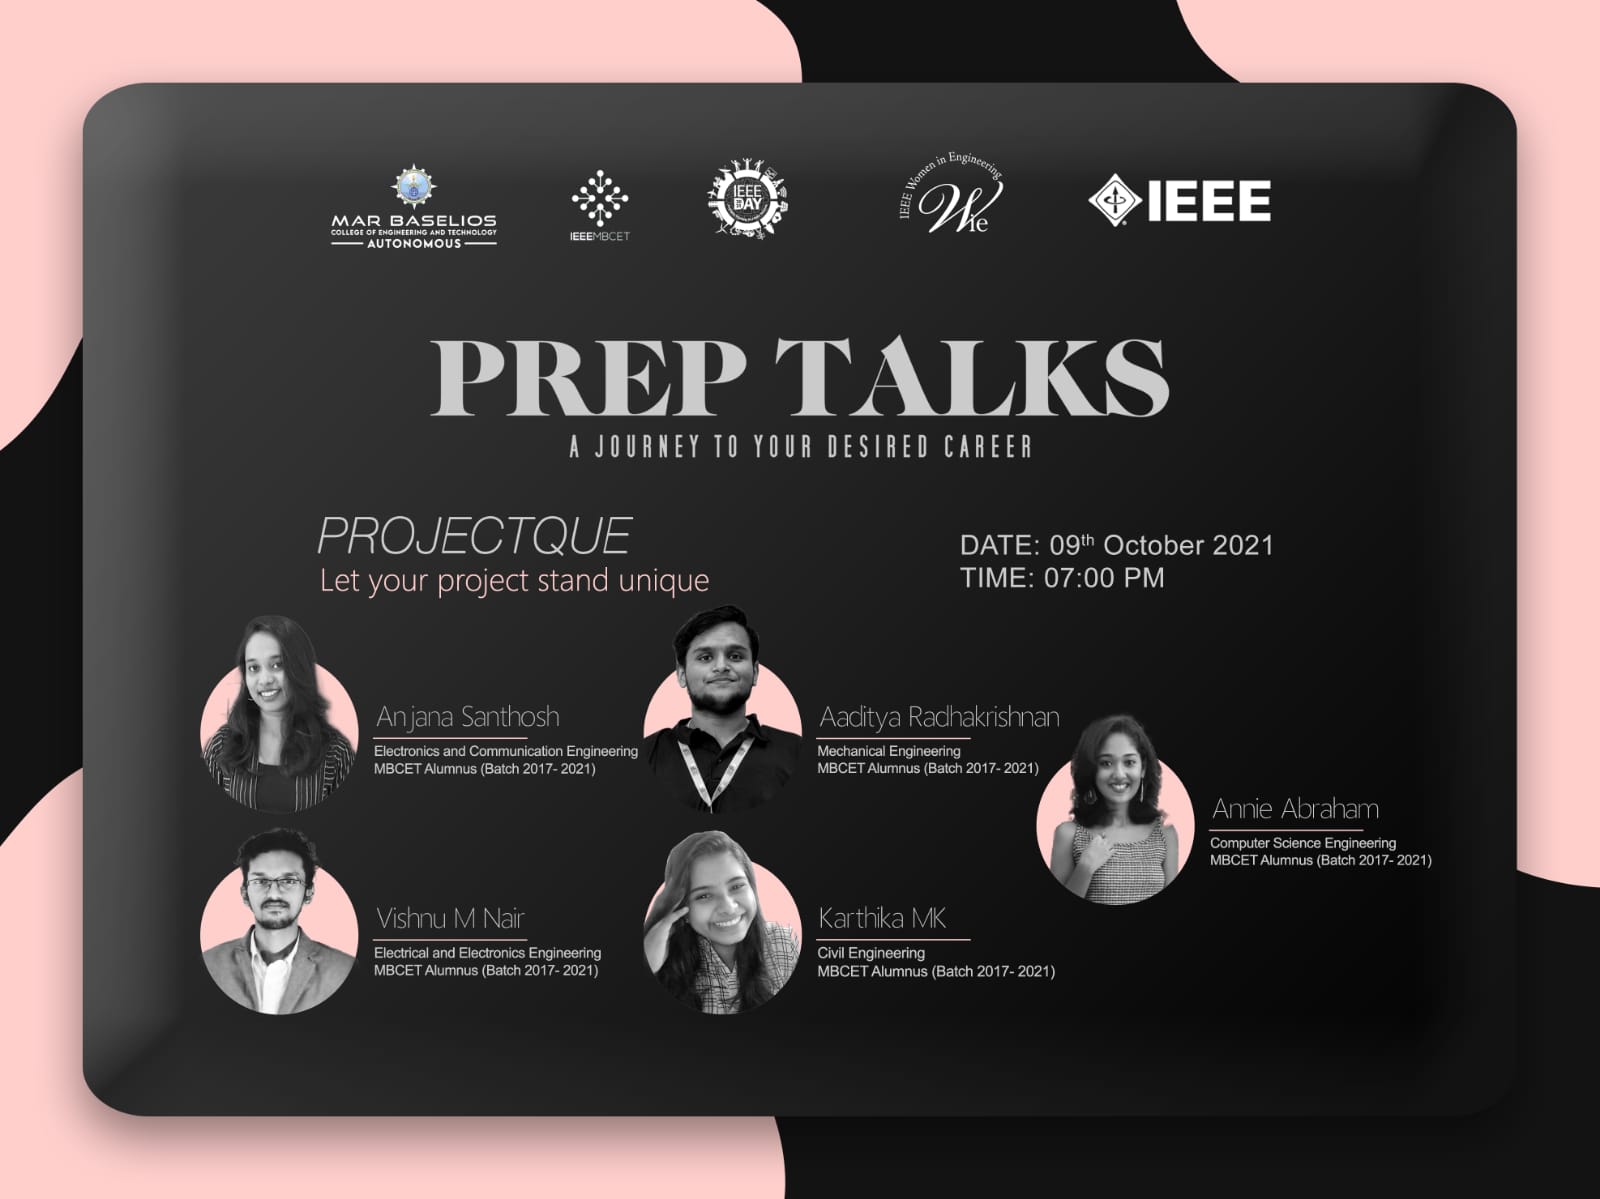 MAR BASELIOS
COLLEGE OF ENGINEERING AND TECHNOLOGY
AUTONOMOUS
IEEEMBCET
IEEE
DAY
IEEE Women in Engineering
Wie
IEEE
PREP TALKS
A JOURNEY TO YOUR DESIRED CAREER
PROJECTQUE
Let your project stand unique
DATE: 09th October 2021
TIME: 07:00 PM
Anjana Santhosh
Electronics and Communication Engineering
MBCET Alumnus (Batch 2017- 2021)
Aaditya Radhakrishnan
Mechanical Engineering
MBCET Alumnus (Batch 2017- 2021)
Annie Abraham
Computer Science Engineering
MBCET Alumnus (Batch 2017- 2021)
Vishnu M Nair
Electrical and Electronics Engineering
MBCET Alumnus (Batch 2017- 2021)
Karthika MK
Civil Engineering
MBCET Alumnus (Batch 2017- 2021)